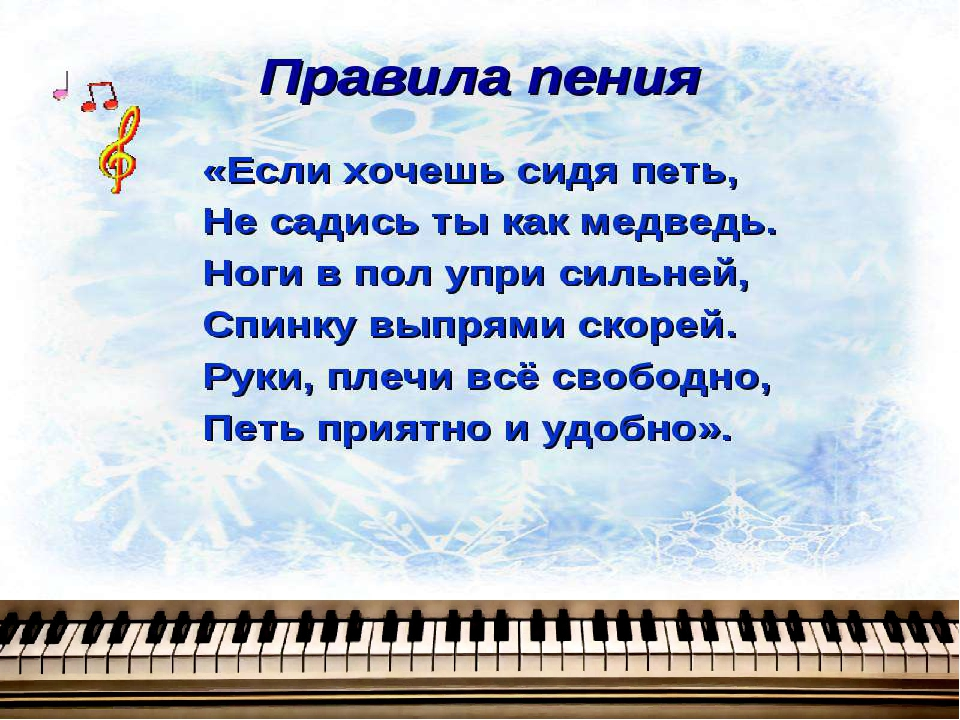 Правила пения
«Если хочешь сидя петь,
Не садись ты как медведь.
Ноги в пол упри сильней,
Спинку выпрями скорей.
Руки, плечи всё свободно,
Петь приятно и удобно».